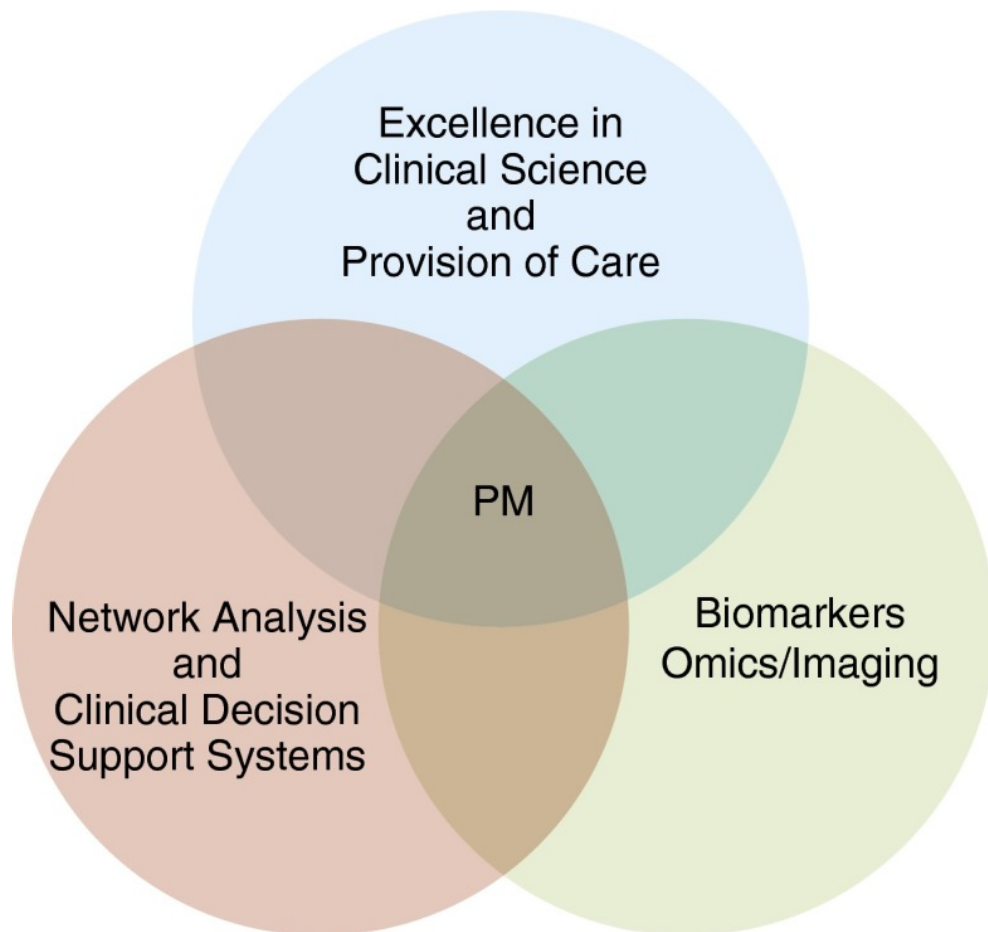 Excellence in
Clinical Science
and
Provision of Care
PM
Network Analysis
and
Clinical Decision
Support Systems
Biomarkers
Omics/Imaging